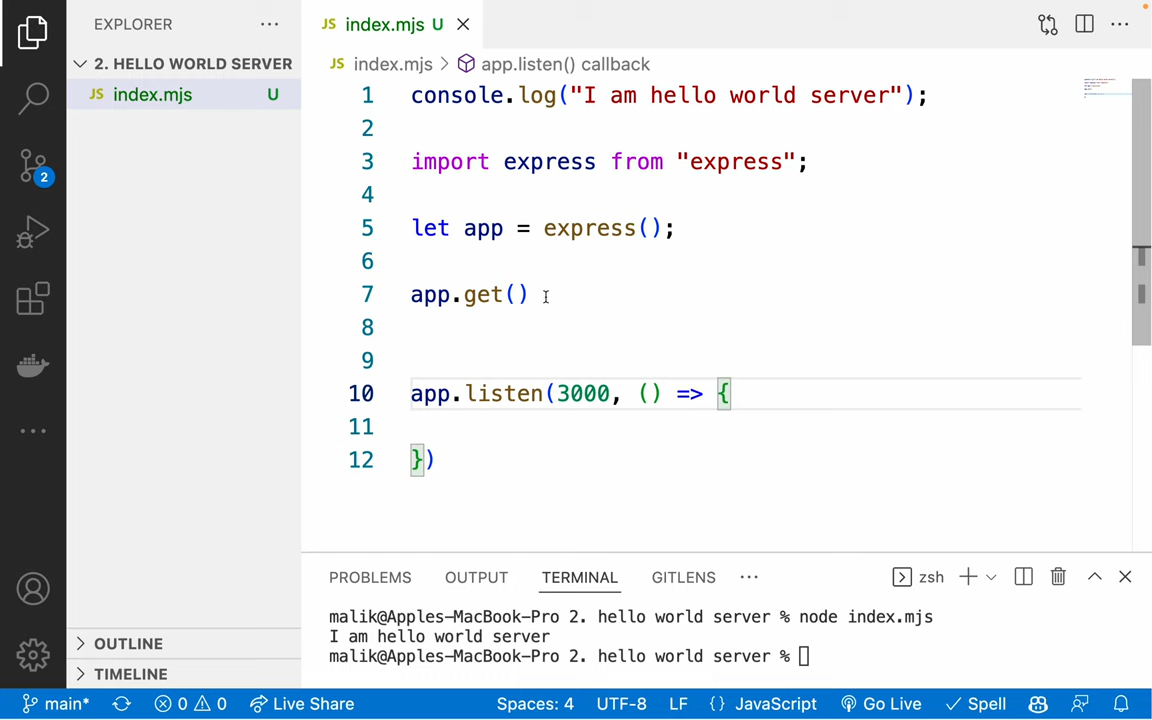 EXPLORER
2. HELLO WORLD SERVER
JS index.mjs U
OUTLINE
TIMELINE
JS index.mjs U
JS index.mjs > app.listen() callback
1 console.log("I am hello world server");
2
3 import express from "express";
4
5 let app = express();
6
7 app.get()
8
9
10 app.listen(3000, () => {
11
12 })
PROBLEMS OUTPUT TERMINAL GITLENS zsh
malik@Apples-MacBook-Pro 2. hello world server % node index.mjs
I am hello world server
malik@Apples-MacBook-Pro 2. hello world server %
2
main* 0 0 Live Share Spaces: 4 UTF-8 LF {} JavaScript Go Live Spell